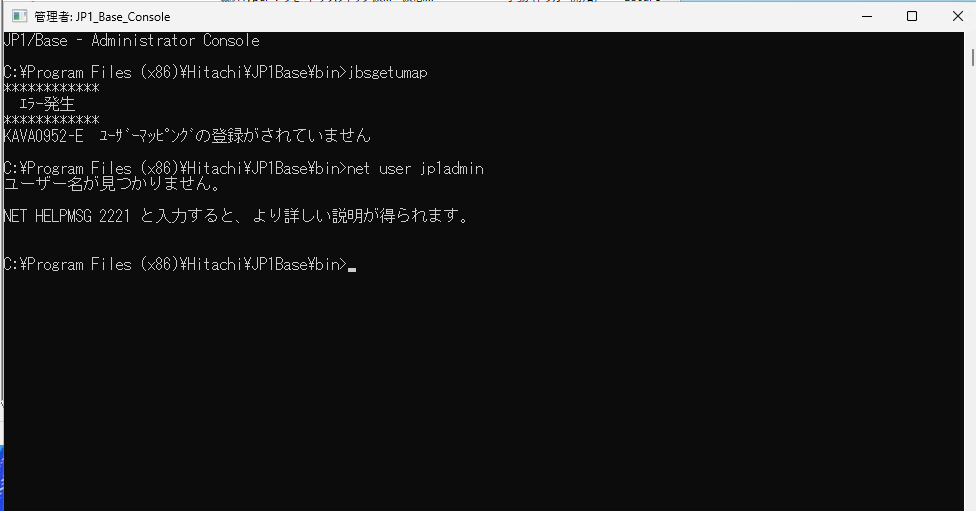 管理者: JP1_Base_Console
JP1/Base - Administrator Console
C:¥Program Files (x86)¥Hitachi¥JP1Base¥bin>jbsgetumap
************
ｴﾗｰ発生
************
KAVA0952-E ﾕｰｻﾞｰﾏｯﾋﾟﾝｸﾞの登録がされていません
C:¥Program Files (x86)¥Hitachi¥JP1Base¥bin>net user jp1admin
ユーザー名が見つかりません。
NET HELPMSG 2221 と入力すると、より詳しい説明が得られます。
C:¥Program Files (x86)¥Hitachi¥JP1Base¥bin>